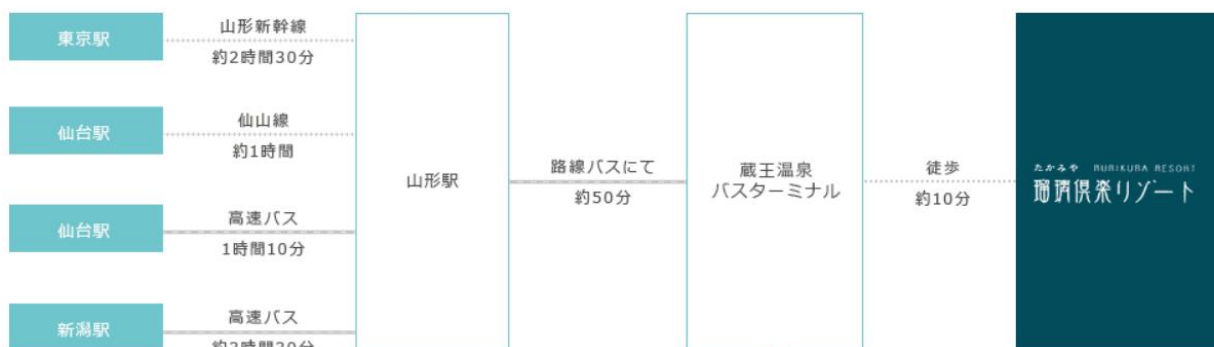 東京駅
山形新幹線
約2時間30分
仙台駅
仙山線
約1時間
仙台駅
高速バス
1時間10分
新潟駅
高速バス
山形駅
路線バスにて
約50分
蔵王温泉
バスターミナル
徒歩
約10分
たかみや RURIKURA RESORT
瑠璃倶楽リゾート